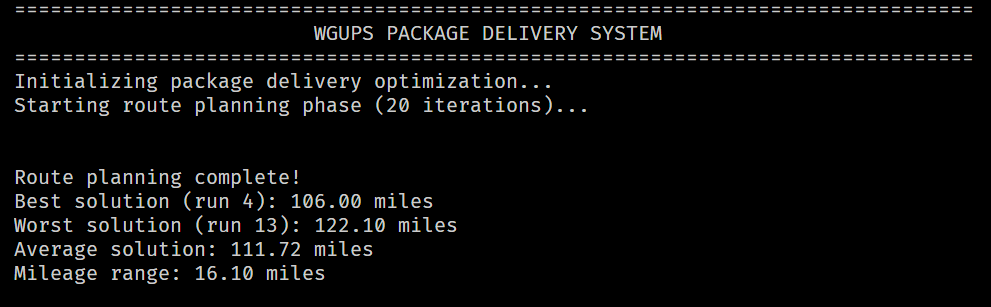 ================================================================================
WGUPS PACKAGE DELIVERY SYSTEM
================================================================================
Initializing package delivery optimization...
Starting route planning phase (20 iterations)...
Route planning complete!
Best solution (run 4): 106.00 miles
Worst solution (run 13): 122.10 miles
Average solution: 111.72 miles
Mileage range: 16.10 miles